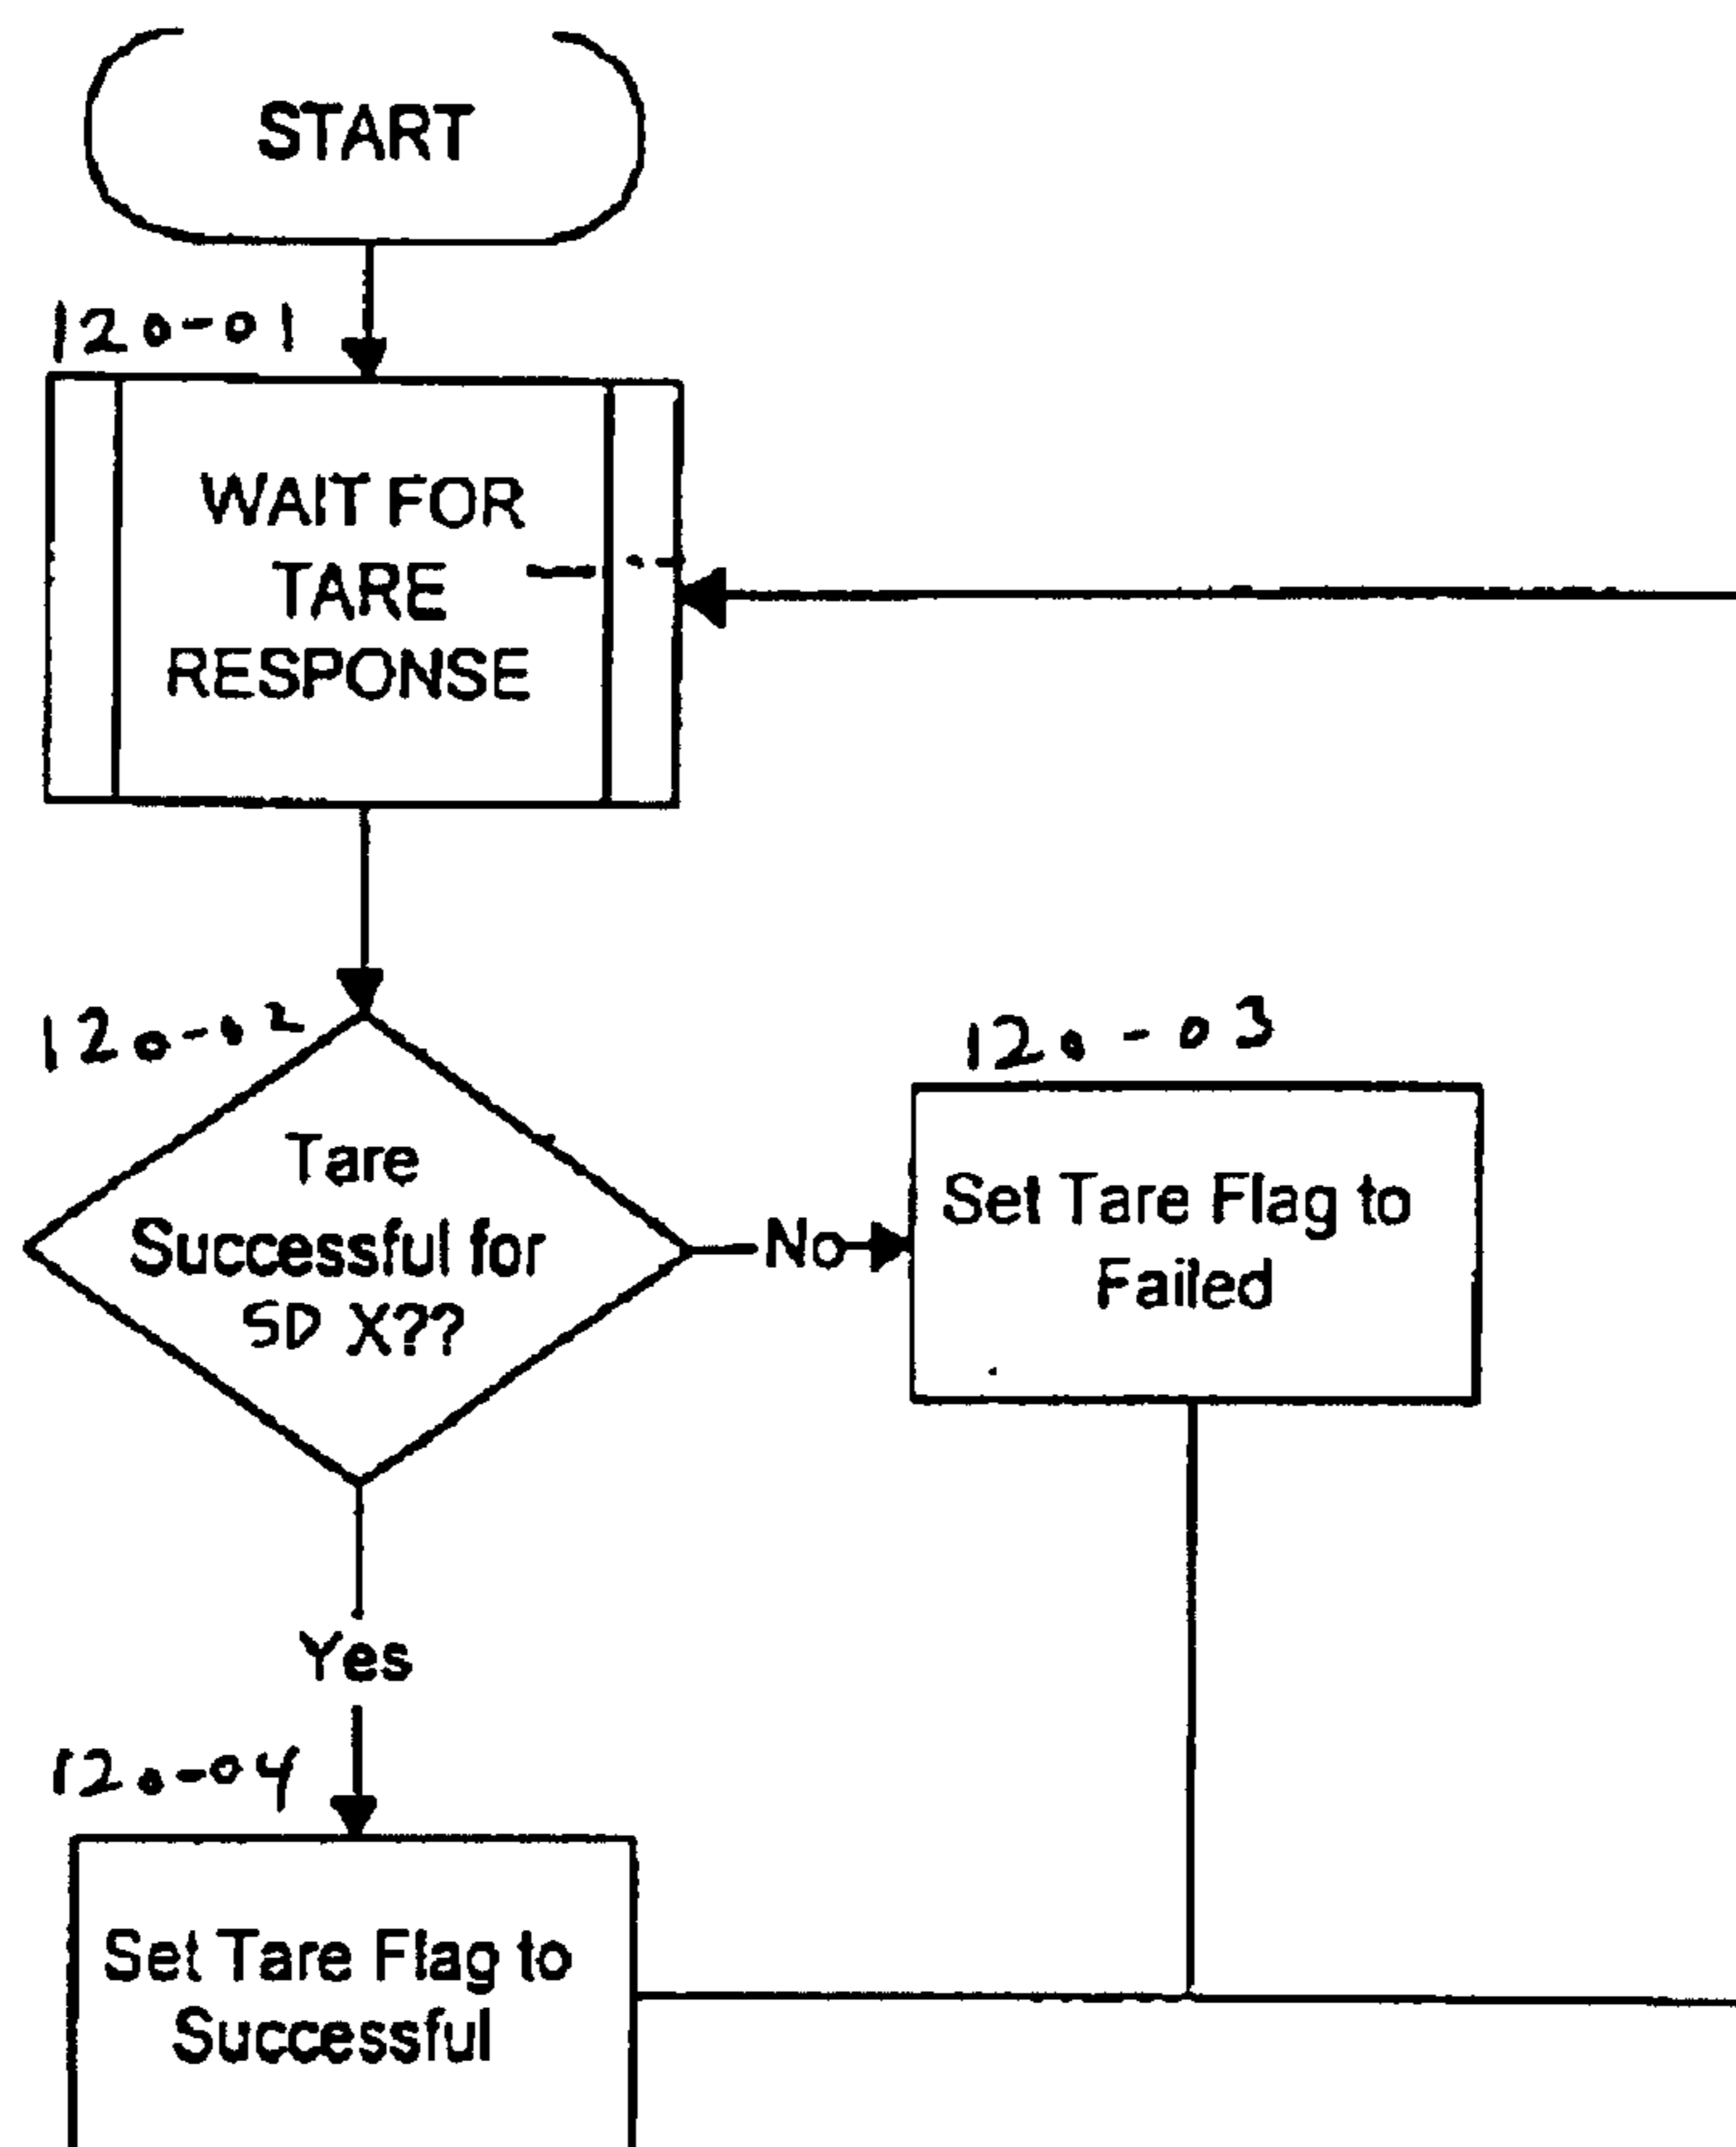 START
120-01
WAIT FOR
TARE
RESPONSE
120-02
Tare
Successful for
SD X??
No
120-03
Set Tare Flag to
Failed
Yes
120-04
Set Tare Flag to
Successful